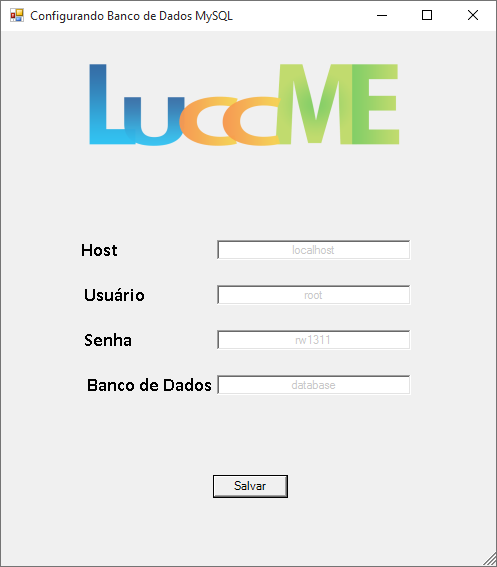 Configurando Banco de Dados MySQL
LuccME
Host localhost
Usuário root
Senha rw1311
Banco de Dados database
Salvar